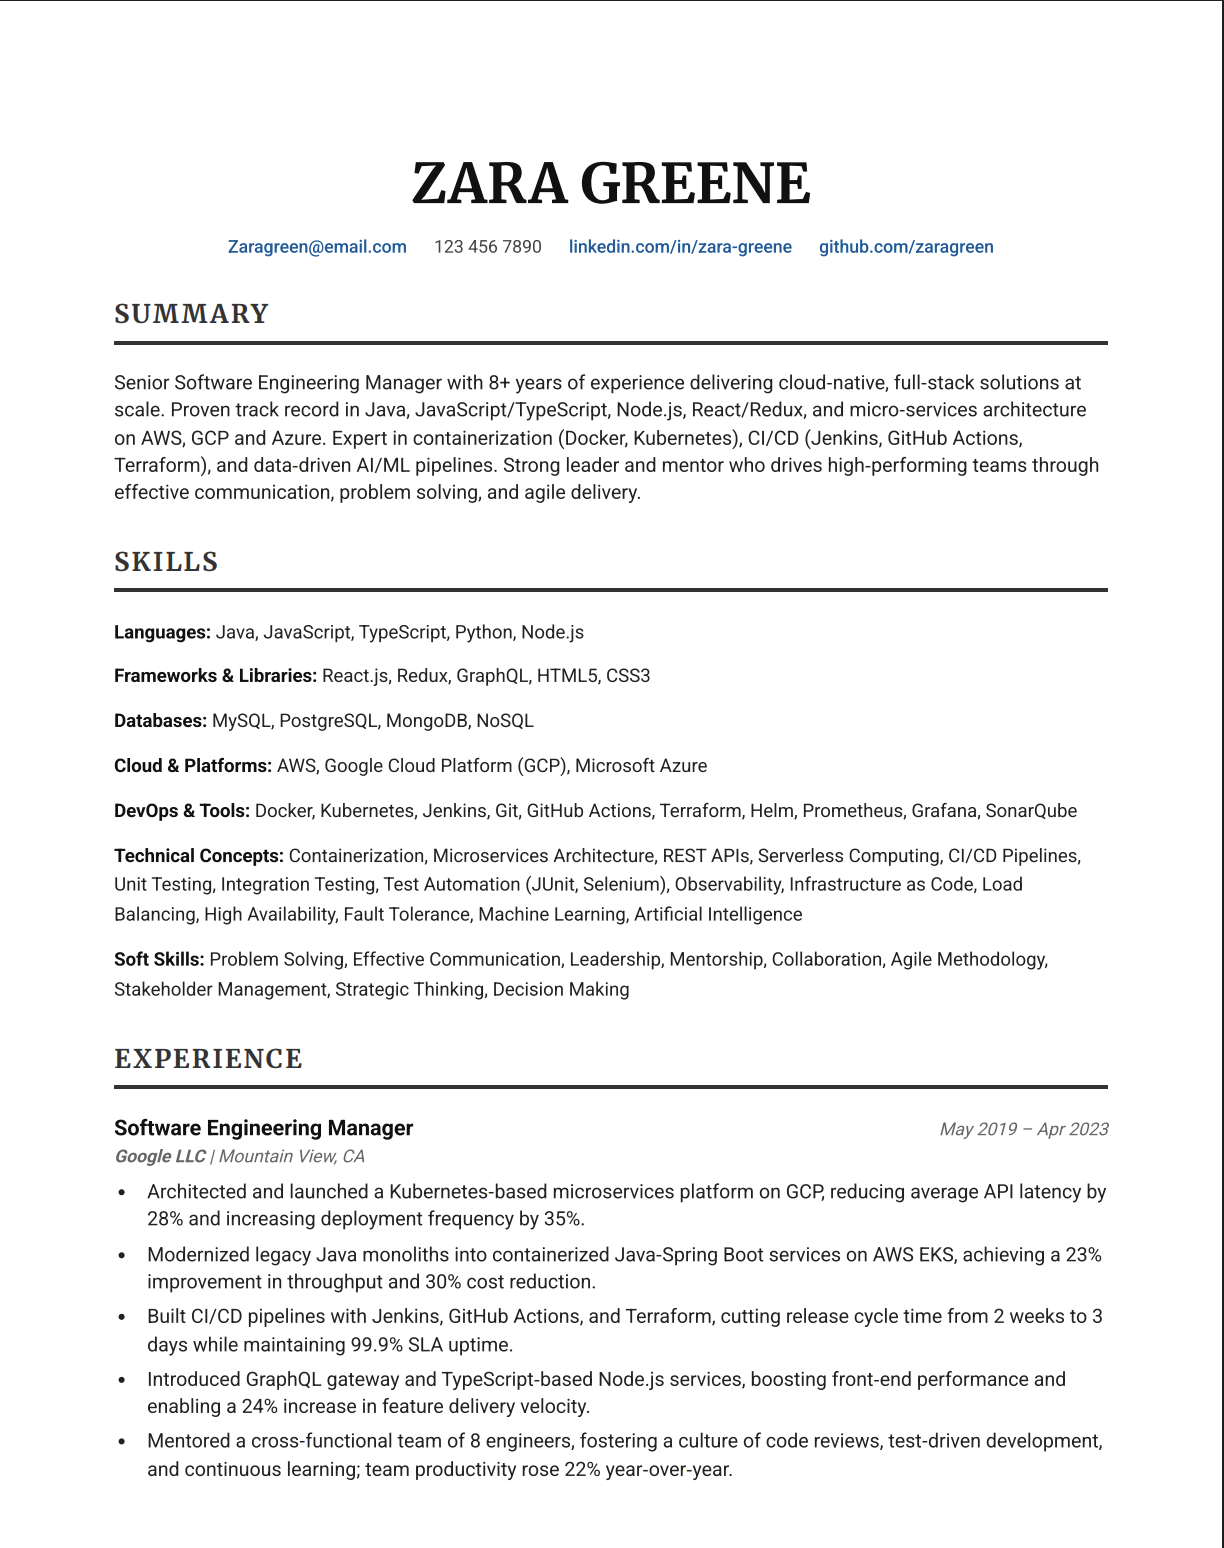 ZARA GREENE
Zaragreen@email.com 123 456 7890 linkedin.com/in/zara-greene github.com/zaragreen
SUMMARY
Senior Software Engineering Manager with 8+ years of experience delivering cloud-native, full-stack solutions at
scale. Proven track record in Java, JavaScript/TypeScript, Node.js, React/Redux, and micro-services architecture
on AWS, GCP and Azure. Expert in containerization (Docker, Kubernetes), CI/CD (Jenkins, GitHub Actions,
Terraform), and data-driven AI/ML pipelines. Strong leader and mentor who drives high-performing teams through
effective communication, problem solving, and agile delivery.
SKILLS
Languages: Java, JavaScript, TypeScript, Python, Node.js
Frameworks & Libraries: React.js, Redux, GraphQL, HTML5, CSS3
Databases: MySQL, PostgreSQL, MongoDB, NoSQL
Cloud & Platforms: AWS, Google Cloud Platform (GCP), Microsoft Azure
DevOps & Tools: Docker, Kubernetes, Jenkins, Git, GitHub Actions, Terraform, Helm, Prometheus, Grafana, SonarQube
Technical Concepts: Containerization, Microservices Architecture, REST APIs, Serverless Computing, CI/CD Pipelines,
Unit Testing, Integration Testing, Test Automation (JUnit, Selenium), Observability, Infrastructure as Code, Load
Balancing, High Availability, Fault Tolerance, Machine Learning, Artificial Intelligence
Soft Skills: Problem Solving, Effective Communication, Leadership, Mentorship, Collaboration, Agile Methodology,
Stakeholder Management, Strategic Thinking, Decision Making
EXPERIENCE
Software Engineering Manager May 2019 – Apr 2023
Google LLC | Mountain View, CA
• Architected and launched a Kubernetes-based microservices platform on GCP, reducing average API latency by
28% and increasing deployment frequency by 35%.
• Modernized legacy Java monoliths into containerized Java-Spring Boot services on AWS EKS, achieving a 23%
improvement in throughput and 30% cost reduction.
• Built CI/CD pipelines with Jenkins, GitHub Actions, and Terraform, cutting release cycle time from 2 weeks to 3
days while maintaining 99.9% SLA uptime.
• Introduced GraphQL gateway and TypeScript-based Node.js services, boosting front-end performance and
enabling a 24% increase in feature delivery velocity.
• Mentored a cross-functional team of 8 engineers, fostering a culture of code reviews, test-driven development,
and continuous learning; team productivity rose 22% year-over-year.